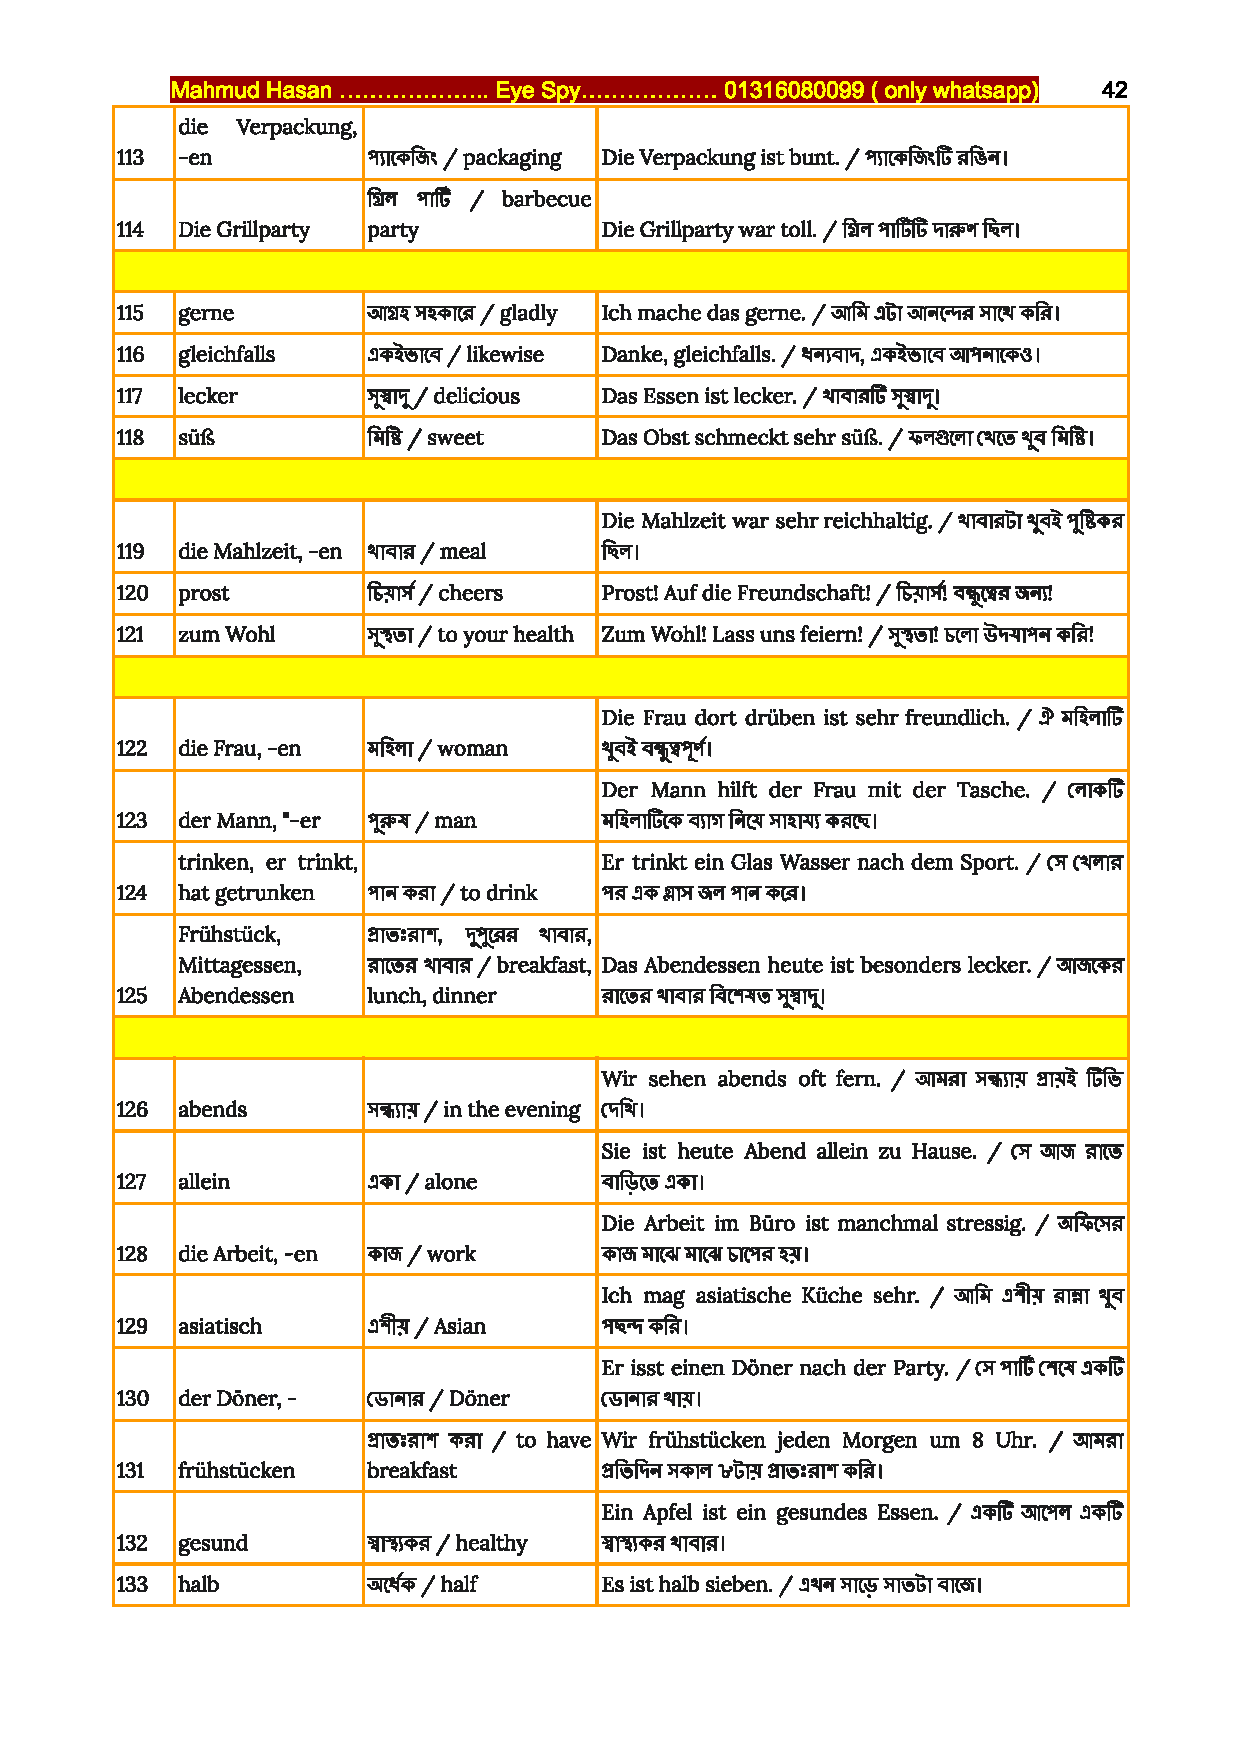 Mahmud Hasan ……………….. Eye Spy……………… 01316080099 ( only whatsapp) 42
die Verpackung,
113 -en প্যাকেজিং / packaging Die Verpackung ist bunt. / প্যাকেজিংটি রঙিন।
গ্রিল পার্টি / barbecue
114 Die Grillparty party Die Grillparty war toll. / গ্রিল পার্টিটি দারুণ ছিল।
115 gerne আগ্রহ সহকারে / gladly Ich mache das gerne. / আমি এটা আনন্দের সাথে করি।
116 gleichfalls একইভাবে / likewise Danke, gleichfalls. / ধন্যবাদ, একইভাবে আপনাকেও।
117 lecker সুস্বাদু / delicious Das Essen ist lecker. / খাবারটি সুস্বাদু।
118 süß মিষ্টি / sweet Das Obst schmeckt sehr süß. / ফলগুলো খেতে খুব মিষ্টি।
Die Mahlzeit war sehr reichhaltig. / খাবারটা খুবই পুষ্টিকর
119 die Mahlzeit, -en খাবার / meal ছিল।
120 prost চিয়ার্স / cheers Prost! Auf die Freundschaft! / চিয়ার্স! বন্ধুত্বের জন্য!
121 zum Wohl সুস্থতা / to your health Zum Wohl! Lass uns feiern! / সুস্থতা! চলো উদযাপন করি!
Die Frau dort drüben ist sehr freundlich. / ঐ মহিলাটি
122 die Frau, -en মহিলা / woman খুবই বন্ধুত্বপূর্ণ।
Der Mann hilft der Frau mit der Tasche. / লোকটি
123 der Mann, "-er পুরুষ / man মহিলাটিকে ব্যাগ নিয়ে সাহায্য করছে।
trinken, er trinkt, Er trinkt ein Glas Wasser nach dem Sport. / সে খেলার
124 hat getrunken পান করা / to drink পর এক গ্লাস জল পান করে।
Frühstück, প্রাতঃরাশ, দুপুরের খাবার,
Mittagessen, রাতের খাবার / breakfast, Das Abendessen heute ist besonders lecker. / আজকের
125 Abendessen lunch, dinner রাতের খাবার বিশেষত সুস্বাদু।
Wir sehen abends oft fern. / আমরা সন্ধ্যায় প্রায়ই টিভি
126 abends সন্ধ্যায় / in the evening দেখি।
Sie ist heute Abend allein zu Hause. / সে আজ রাতে
127 allein একা / alone বাড়িতে একা।
Die Arbeit im Büro ist manchmal stressig. / অফিসের
128 die Arbeit, -en কাজ / work কাজ মাঝে মাঝে চাপের হয়।
Ich mag asiatische Küche sehr. / আমি এশীয় রান্না খুব
129 asiatisch এশীয় / Asian পছন্দ করি।
Er isst einen Döner nach der Party. / সে পার্টি শেষে একটি
130 der Döner, - ডোনার / Döner ডোনার খায়।
প্রাতঃরাশ করা / to have Wir frühstücken jeden Morgen um 8 Uhr. / আমরা
131 frühstücken breakfast প্রতিদিন সকাল ৮টায় প্রাতঃরাশ করি।
Ein Apfel ist ein gesundes Essen. / একটি আপেল একটি
132 gesund স্বাস্থ্যকর / healthy স্বাস্থ্যকর খাবার।
133 halb অর্ধেক / half Es ist halb sieben. / এখন সাড়ে সাতটা বাজে।